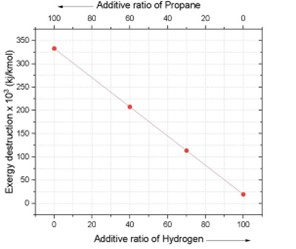 Additive ratio of Propane
100 80 60 30 20 0
350
300
250
200
150
100
50
0
Exergy destruction x 10³ (kj/kmol)
0 20 40 60 80 100
Additive ratio of Hydrogen